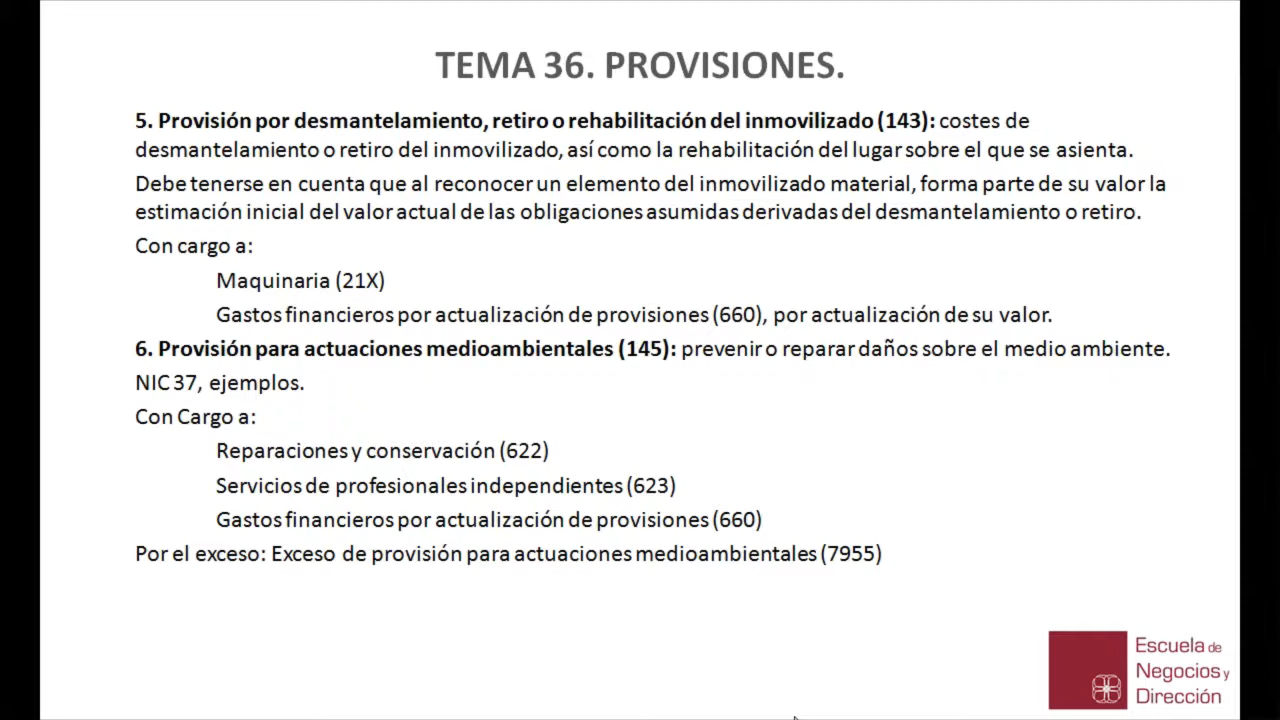 TEMA 36. PROVISIONES.
5. Provisión por desmantelamiento, retiro o rehabilitación del inmovilizado (143): costes de
desmantelamiento o retiro del inmovilizado, así como la rehabilitación del lugar sobre el que se asienta.
Debe tenerse en cuenta que al reconocer un elemento del inmovilizado material, forma parte de su valor la
estimación inicial del valor actual de las obligaciones asumidas derivadas del desmantelamiento o retiro.
Con cargo a:
Maquinaria (21X)
Gastos financieros por actualización de provisiones (660), por actualización de su valor.
6. Provisión para actuaciones medioambientales (145): prevenir o reparar daños sobre el medio ambiente.
NIC 37, ejemplos.
Con Cargo a:
Reparaciones y conservación (622)
Servicios de profesionales independientes (623)
Gastos financieros por actualización de provisiones (660)
Por el exceso: Exceso de provisión para actuaciones medioambientales (7955)
Escuela de
Negocios y
Dirección